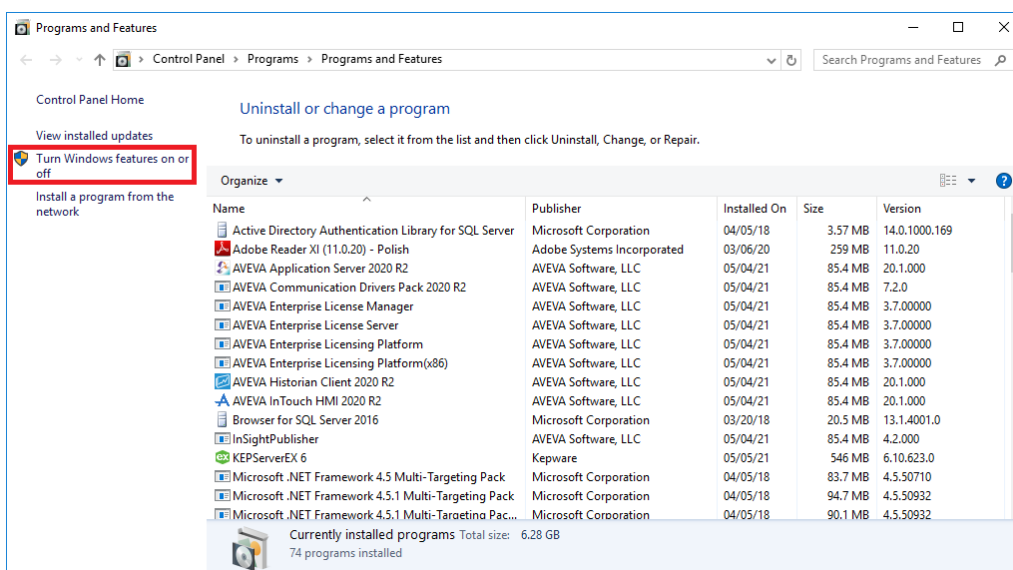 Programs and Features
Control Panel > Programs > Programs and Features
Search Programs and Features
Control Panel Home
View installed updates
Turn Windows features on or
off
Install a program from the
network
Uninstall or change a program
To uninstall a program, select it from the list and then click Uninstall, Change, or Repair.
Organize
Name Publisher Installed On Size Version
Active Directory Authentication Library for SQL Server Microsoft Corporation 04/05/18 3.57 MB 14.0.1000.169
Adobe Reader XI (11.0.20) - Polish Adobe Systems Incorporated 03/06/20 259 MB 11.0.20
AVEVA Application Server 2020 R2 AVEVA Software, LLC 05/04/21 85.4 MB 20.1.000
AVEVA Communication Drivers Pack 2020 R2 AVEVA Software, LLC 05/04/21 85.4 MB 7.2.0
AVEVA Enterprise License Manager AVEVA Software, LLC 05/04/21 85.4 MB 3.7.00000
AVEVA Enterprise License Server AVEVA Software, LLC 05/04/21 85.4 MB 3.7.00000
AVEVA Enterprise Licensing Platform AVEVA Software, LLC 05/04/21 85.4 MB 3.7.00000
AVEVA Enterprise Licensing Platform(x86) AVEVA Software, LLC 05/04/21 85.4 MB 3.7.00000
AVEVA Historian Client 2020 R2 AVEVA Software, LLC 05/04/21 85.4 MB 20.1.000
AVEVA InTouch HMI 2020 R2 AVEVA Software, LLC 05/04/21 85.4 MB 20.1.000
Browser for SQL Server 2016 Microsoft Corporation 03/20/18 20.5 MB 13.1.4001.0
InSightPublisher AVEVA Software, LLC 05/04/21 85.4 MB 4.2.000
KEPServerEX 6 Kepware 05/05/21 546 MB 6.10.623.0
Microsoft .NET Framework 4.5 Multi-Targeting Pack Microsoft Corporation 04/05/18 83.7 MB 4.5.50710
Microsoft .NET Framework 4.5.1 Multi-Targeting Pack Microsoft Corporation 04/05/18 94.7 MB 4.5.50932
Microsoft .NET Framework 4.5.1 Multi-Targeting Pac... Microsoft Corporation 04/05/18 90.1 MB 4.5.50932
Currently installed programs Total size: 6.28 GB
74 programs installed